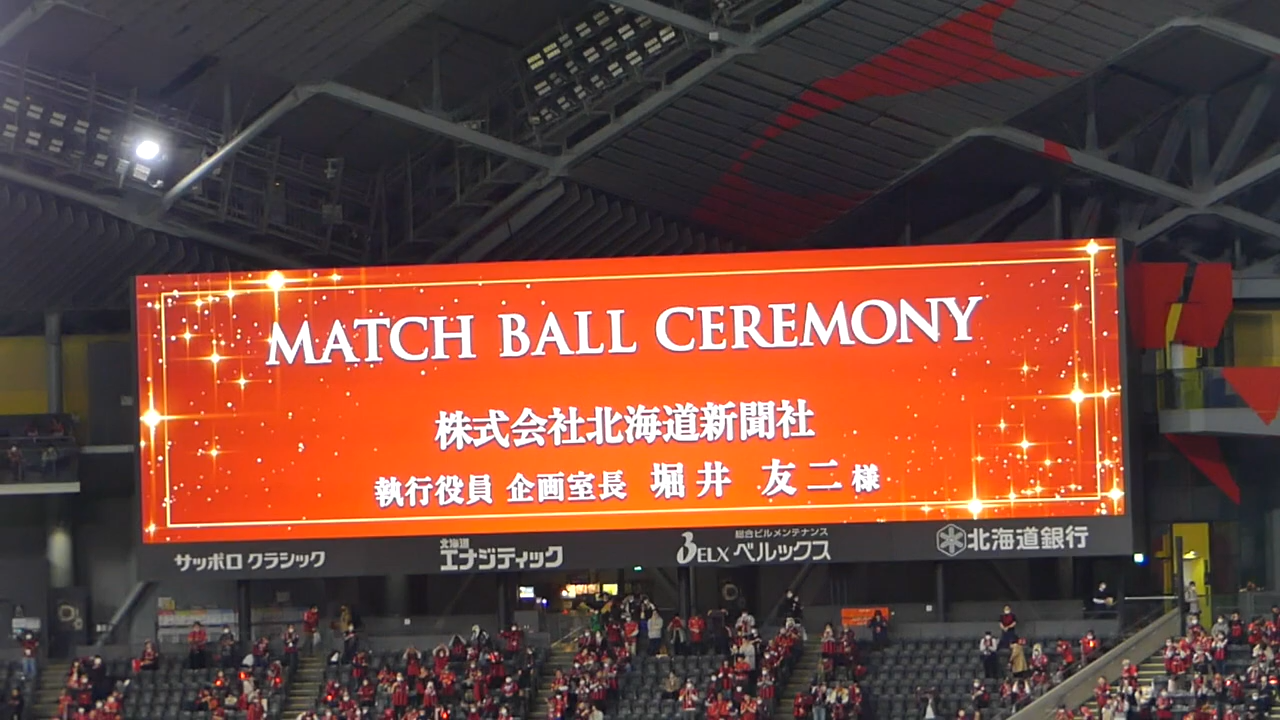 MATCH BALL CEREMONY
株式会社北海道新聞社
執行役員 企画室長 堀井 友二 様
サッポロ クラシック
北海道
エナジティック
総合ビルメンテナンス
BELX ベルックス
北海道銀行